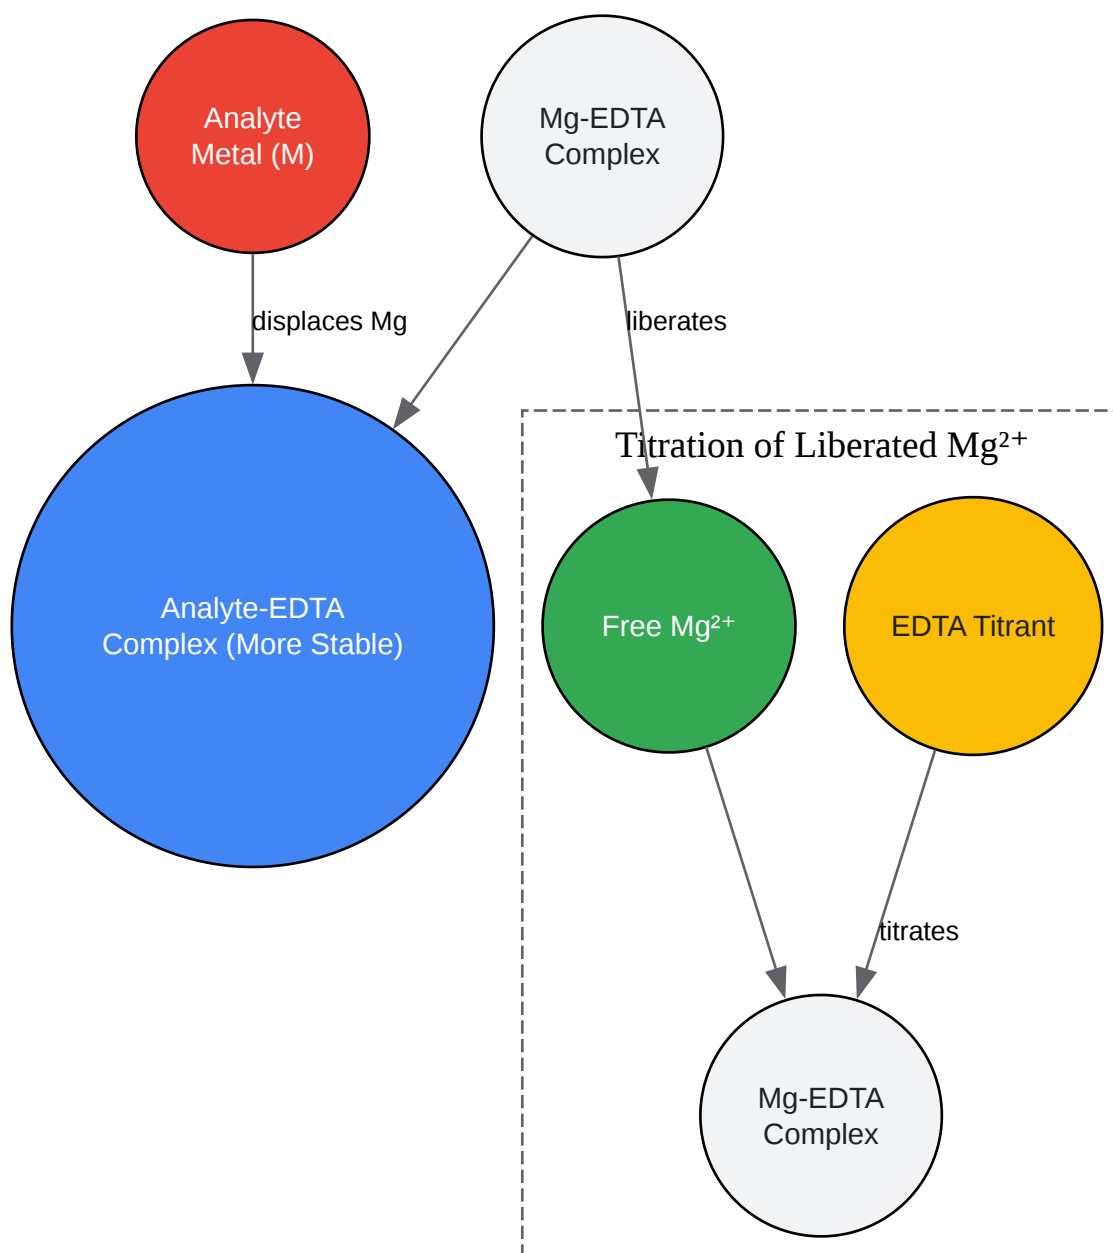 Analyte
Metal (M)
Mg-EDTA
Complex
displaces Mg
liberates
Titration of Liberated Mg²⁺
Analyte-EDTA
Complex (More Stable)
Free Mg²⁺
EDTA Titrant
titrates
Mg-EDTA
Complex